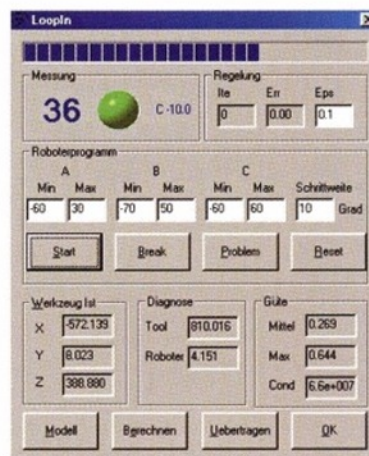 LoopIn
Messung
36 C -10.0
Regelung
Ite Err Eps
0 0.00 0.1
Roboterprogramm
A B C
Min Max Min Max Min Max Schrittweite
-60 30 -70 50 -60 60 10 Grad
Start Break Problem Reset
Werkzeug Ist
X -572.139
Y 8.023
Z 388.880
Diagnose
Tool 810.016
Roboter 4.151
Güte
Mittel 0.269
Max 0.644
Cond 6.6e+007
Modell Berechnen Uebertragen OK